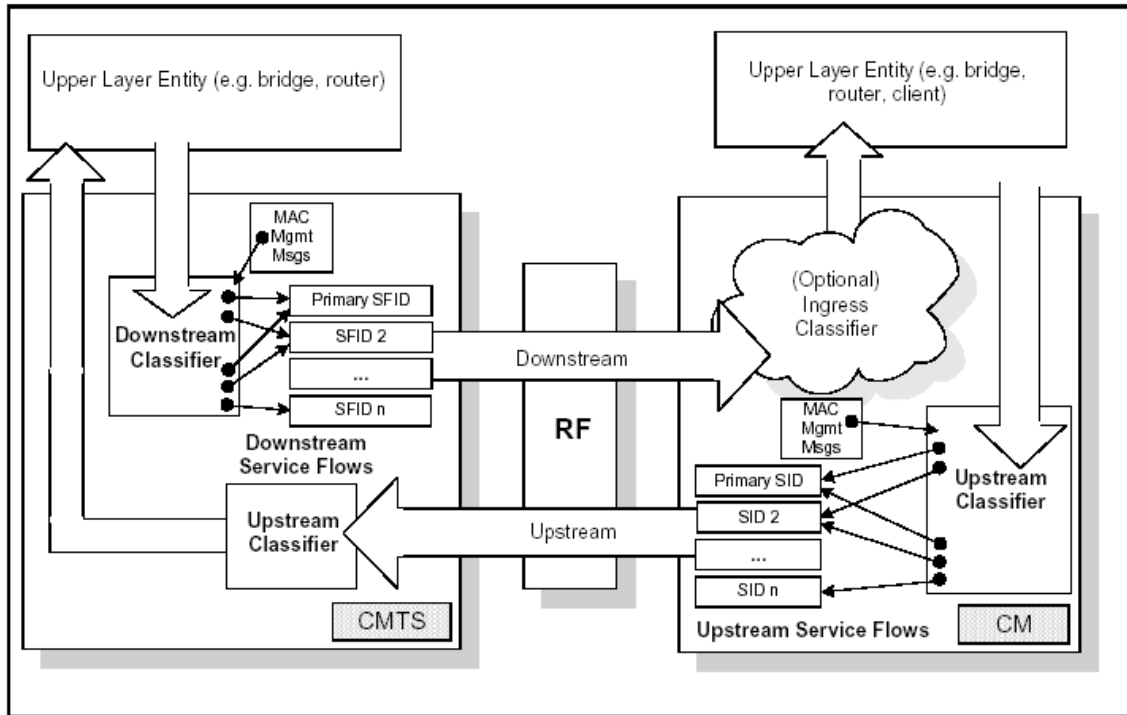 Upper Layer Entity (e.g. bridge, router)
Upper Layer Entity (e.g. bridge,
router, client)
MAC
Mgmt
Msgs
Downstream
Classifier
Primary SFID
SFID 2
...
SFID n
Downstream
Service Flows
Downstream
RF
(Optional)
Ingress
Classifier
MAC
Mgmt
Msgs
Upstream
Classifier
Primary SID
SID 2
...
SID n
Upstream Service Flows
CM
Upstream
Upstream
Classifier
CMTS